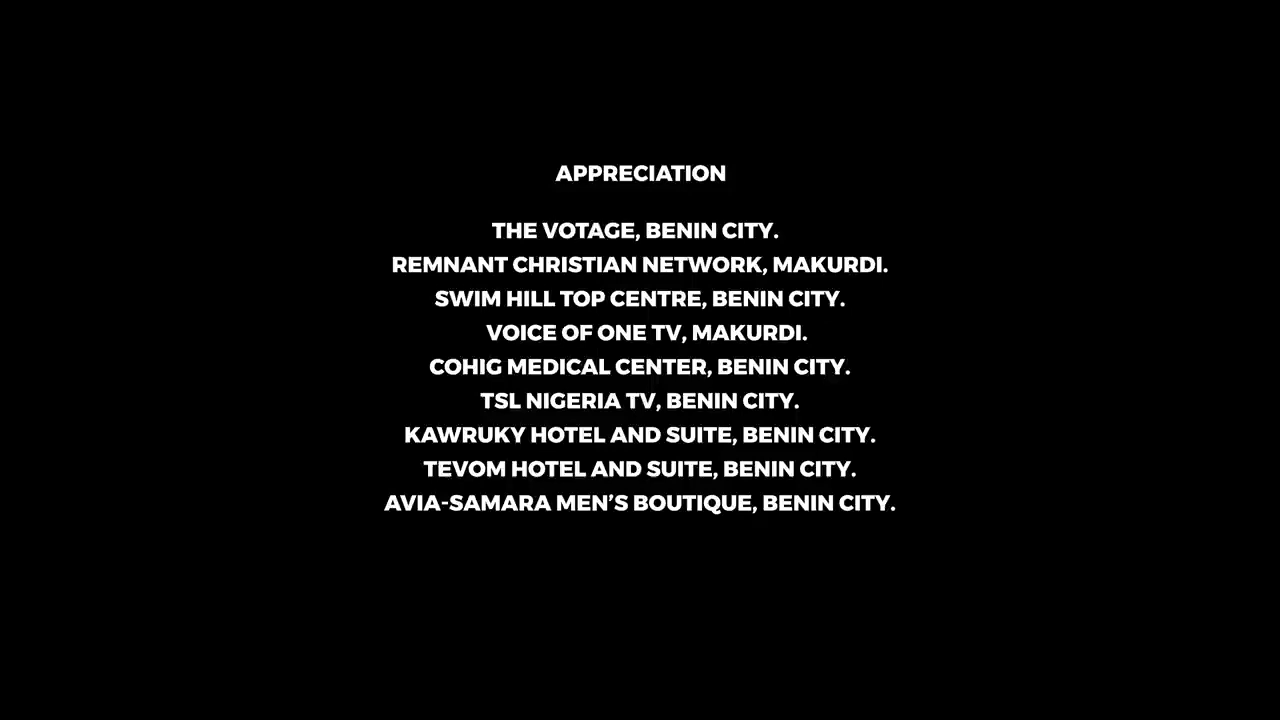 APPRECIATION
THE VOTAGE, BENIN CITY.
REMNANT CHRISTIAN NETWORK, MAKURDI.
SWIM HILL TOP CENTRE, BENIN CITY.
VOICE OF ONE TV, MAKURDI.
COHIG MEDICAL CENTER, BENIN CITY.
TSL NIGERIA TV, BENIN CITY.
KAWRUKY HOTEL AND SUITE, BENIN CITY.
TEVOM HOTEL AND SUITE, BENIN CITY.
AVIA-SAMARA MEN’S BOUTIQUE, BENIN CITY.